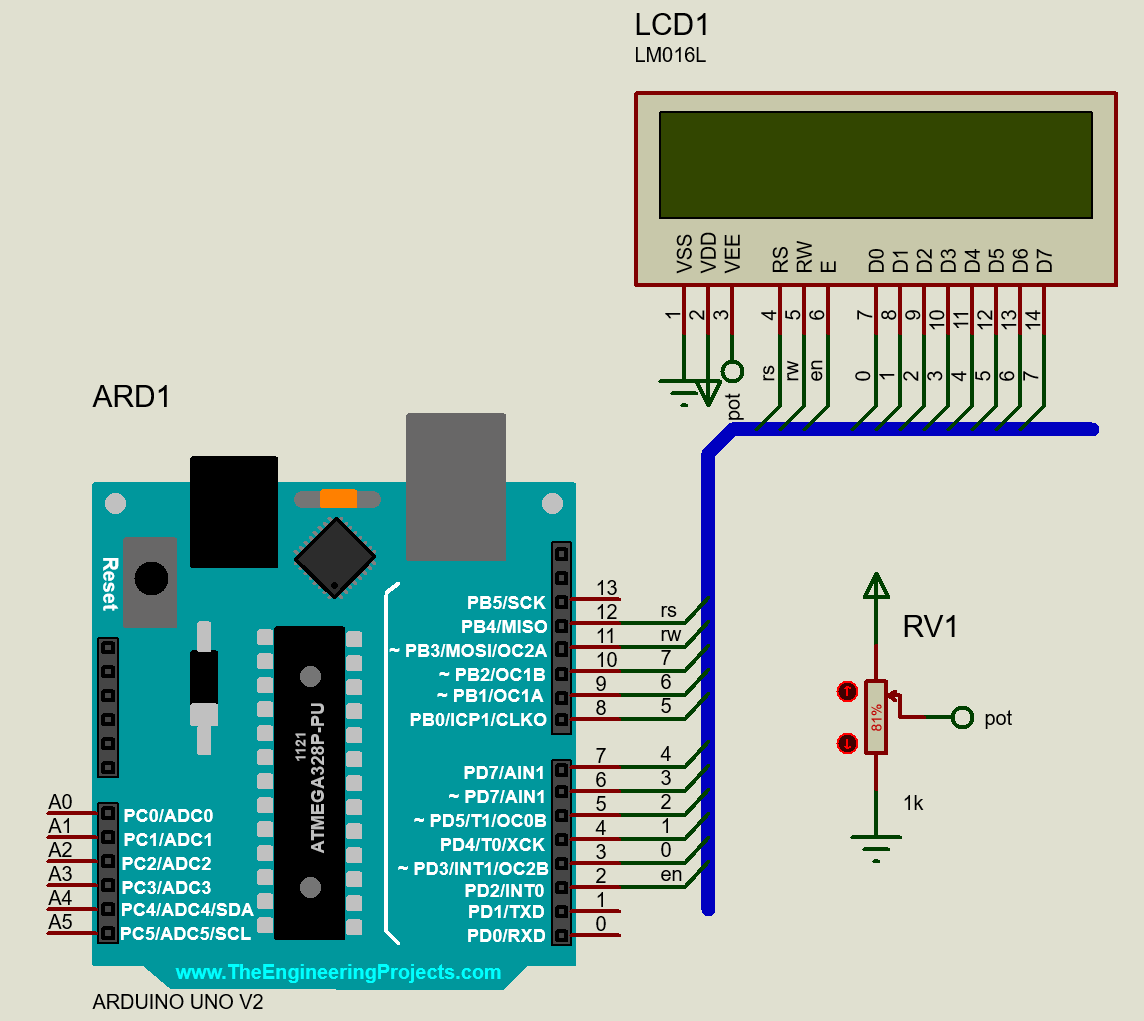 LCD1
LM016L
VSS
VDD
VEE
RS
RW
E
D0
D1
D2
D3
D4
D5
D6
D7
1
2
3
4
5
6
7
8
9
10
11
12
13
14
rs
rw
en
0
1
2
3
4
5
6
7
pot
ARD1
Reset
PB5/SCK 13
PB4/MISO 12 rs
~ PB3/MOSI/OC2A 11 rw
~ PB2/OC1B 10 7
~ PB1/OC1A 9 6
PB0/ICP1/CLKO 8 5
PD7/AIN1 7 4
~ PD7/AIN1 6 3
~ PD5/T1/OC0B 5 2
PD4/T0/XCK 4 1
~ PD3/INT1/OC2B 3 0
PD2/INT0 2 en
PD1/TXD 1
PD0/RXD 0
1121
ATMEGA328P-PU
A0 PC0/ADC0
A1 PC1/ADC1
A2 PC2/ADC2
A3 PC3/ADC3
A4 PC4/ADC4/SDA
A5 PC5/ADC5/SCL
www.TheEngineeringProjects.com
ARDUINO UNO V2
RV1
81%
pot
1k